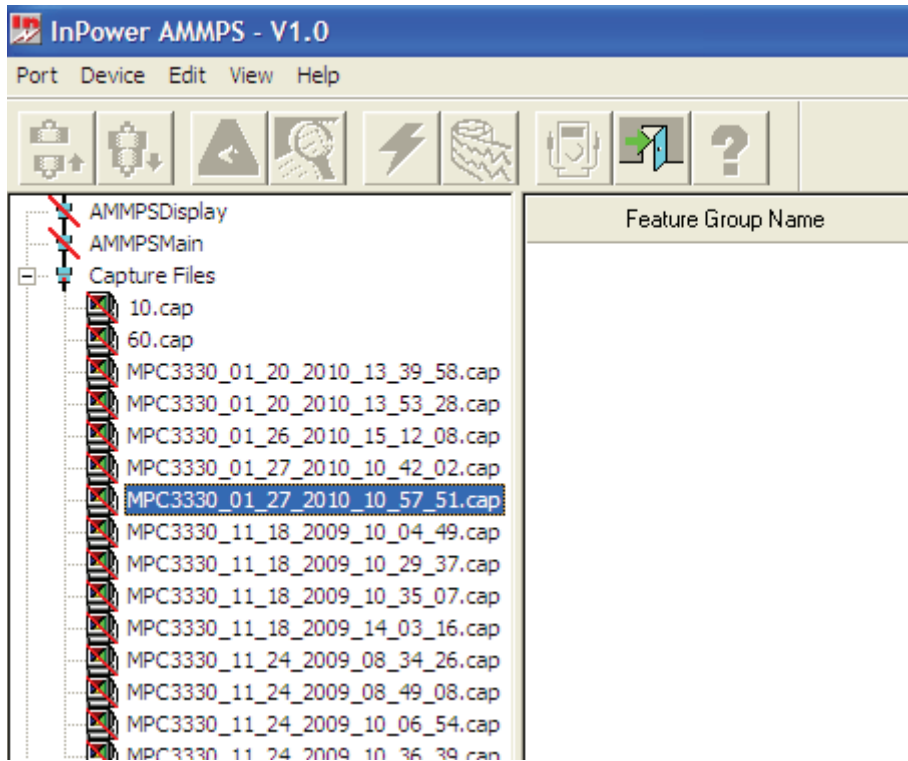 InPower AMMPS - V1.0
Port Device Edit View Help
?
AMMPSDisplay
AMMPSMain
Feature Group Name
Capture Files
10.cap
60.cap
MPC3330_01_20_2010_13_39_58.cap
MPC3330_01_20_2010_13_53_28.cap
MPC3330_01_26_2010_15_12_08.cap
MPC3330_01_27_2010_10_42_02.cap
MPC3330_01_27_2010_10_57_51.cap
MPC3330_11_18_2009_10_04_49.cap
MPC3330_11_18_2009_10_29_37.cap
MPC3330_11_18_2009_10_35_07.cap
MPC3330_11_18_2009_14_03_16.cap
MPC3330_11_24_2009_08_34_26.cap
MPC3330_11_24_2009_08_49_08.cap
MPC3330_11_24_2009_10_06_54.cap
MPC3330_11_24_2009_10_36_39.cap